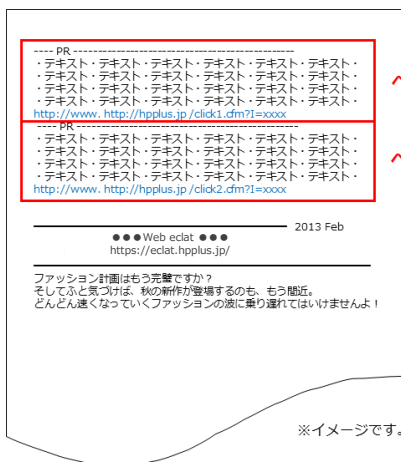 ---- PR --------------------------------------------------
・テキスト・テキスト・テキスト・テキスト・テキスト・テキスト・
・テキスト・テキスト・テキスト・テキスト・テキスト・テキスト・
・テキスト・テキスト・テキスト・テキスト・テキスト・テキスト・
・テキスト・テキスト・テキスト・テキスト・テキスト・テキスト・
http://www. http://hpplus.jp /click1.cfm?I=xxxx
---- PR --------------------------------------------------
・テキスト・テキスト・テキスト・テキスト・テキスト・テキスト・
・テキスト・テキスト・テキスト・テキスト・テキスト・テキスト・
・テキスト・テキスト・テキスト・テキスト・テキスト・テキスト・
・テキスト・テキスト・テキスト・テキスト・テキスト・テキスト・
http://www. http://hpplus.jp /click2.cfm?I=xxxx
2013 Feb
●●●Web eclat ●●●
https://eclat.hpplus.jp/
ファッション計画はもう完璧ですか？
そしてふと気づけば、秋の新作が登場するのも、もう間近。
どんどん速くなっていくファッションの波に乗り遅れてはいけませんよ！
※イメージです。